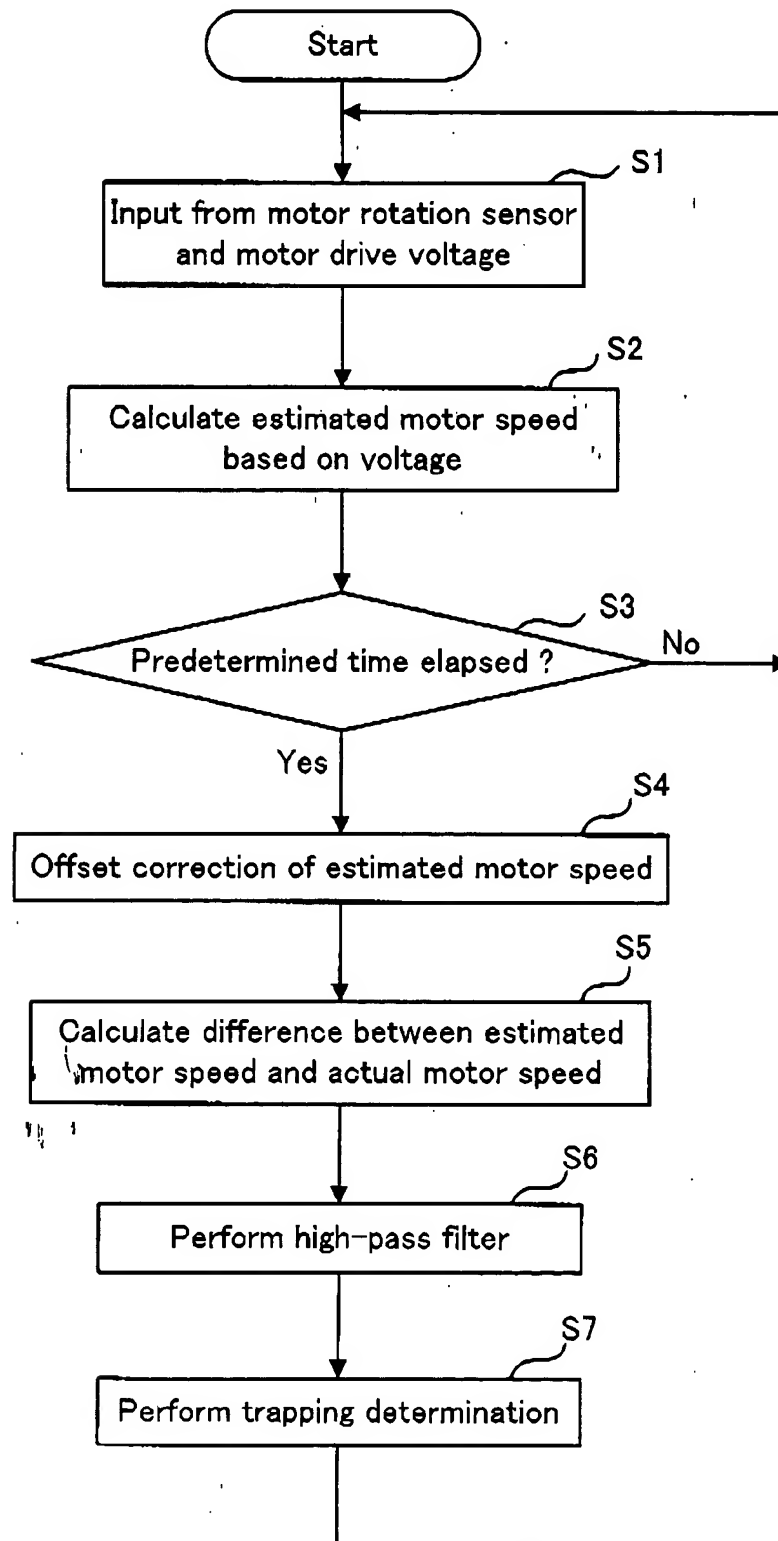 Start
S1
Input from motor rotation sensor
and motor drive voltage
S2
Calculate estimated motor speed
based on voltage
S3
Predetermined time elapsed ?
No
Yes
S4
Offset correction of estimated motor speed
S5
Calculate difference between estimated
motor speed and actual motor speed
S6
Perform high-pass filter
S7
Perform trapping determination